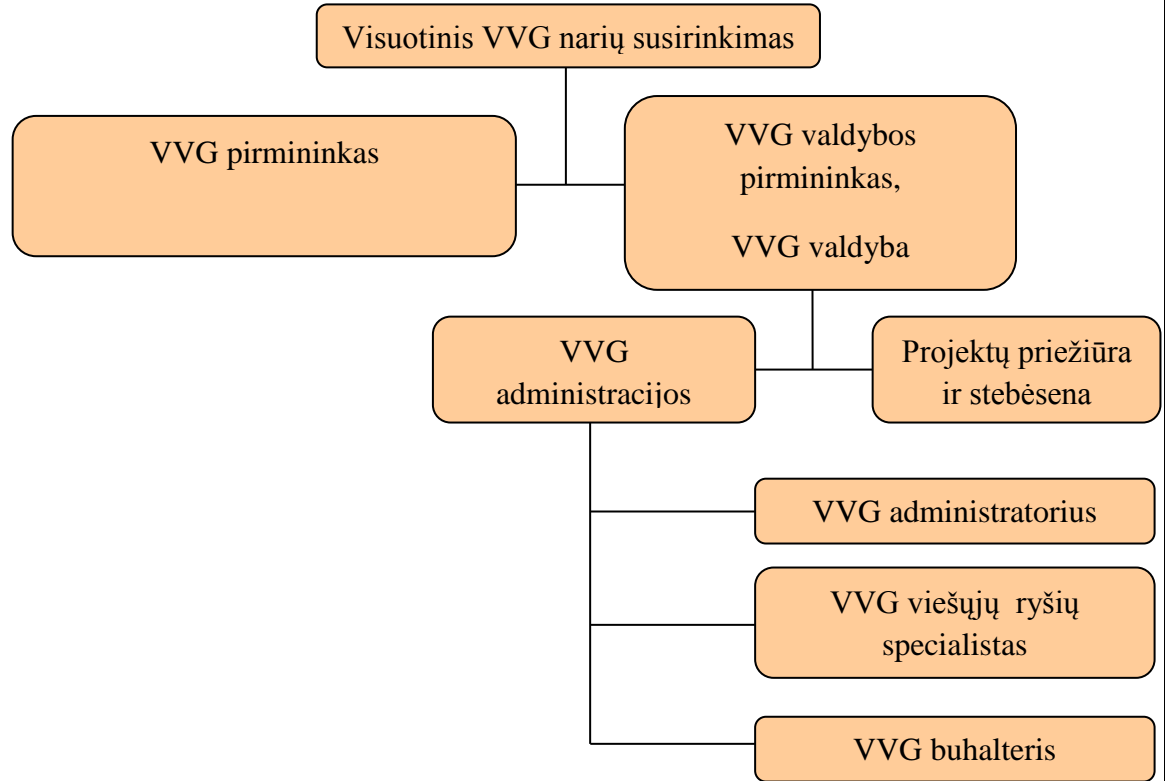 Visuotinis VVG narių susirinkimas
VVG pirmininkas
VVG valdybos
pirmininkas,
VVG valdyba
VVG
administracijos
Projektų priežiūra
ir stebėsena
VVG administratorius
VVG viešųjų ryšių
specialistas
VVG buhalteris